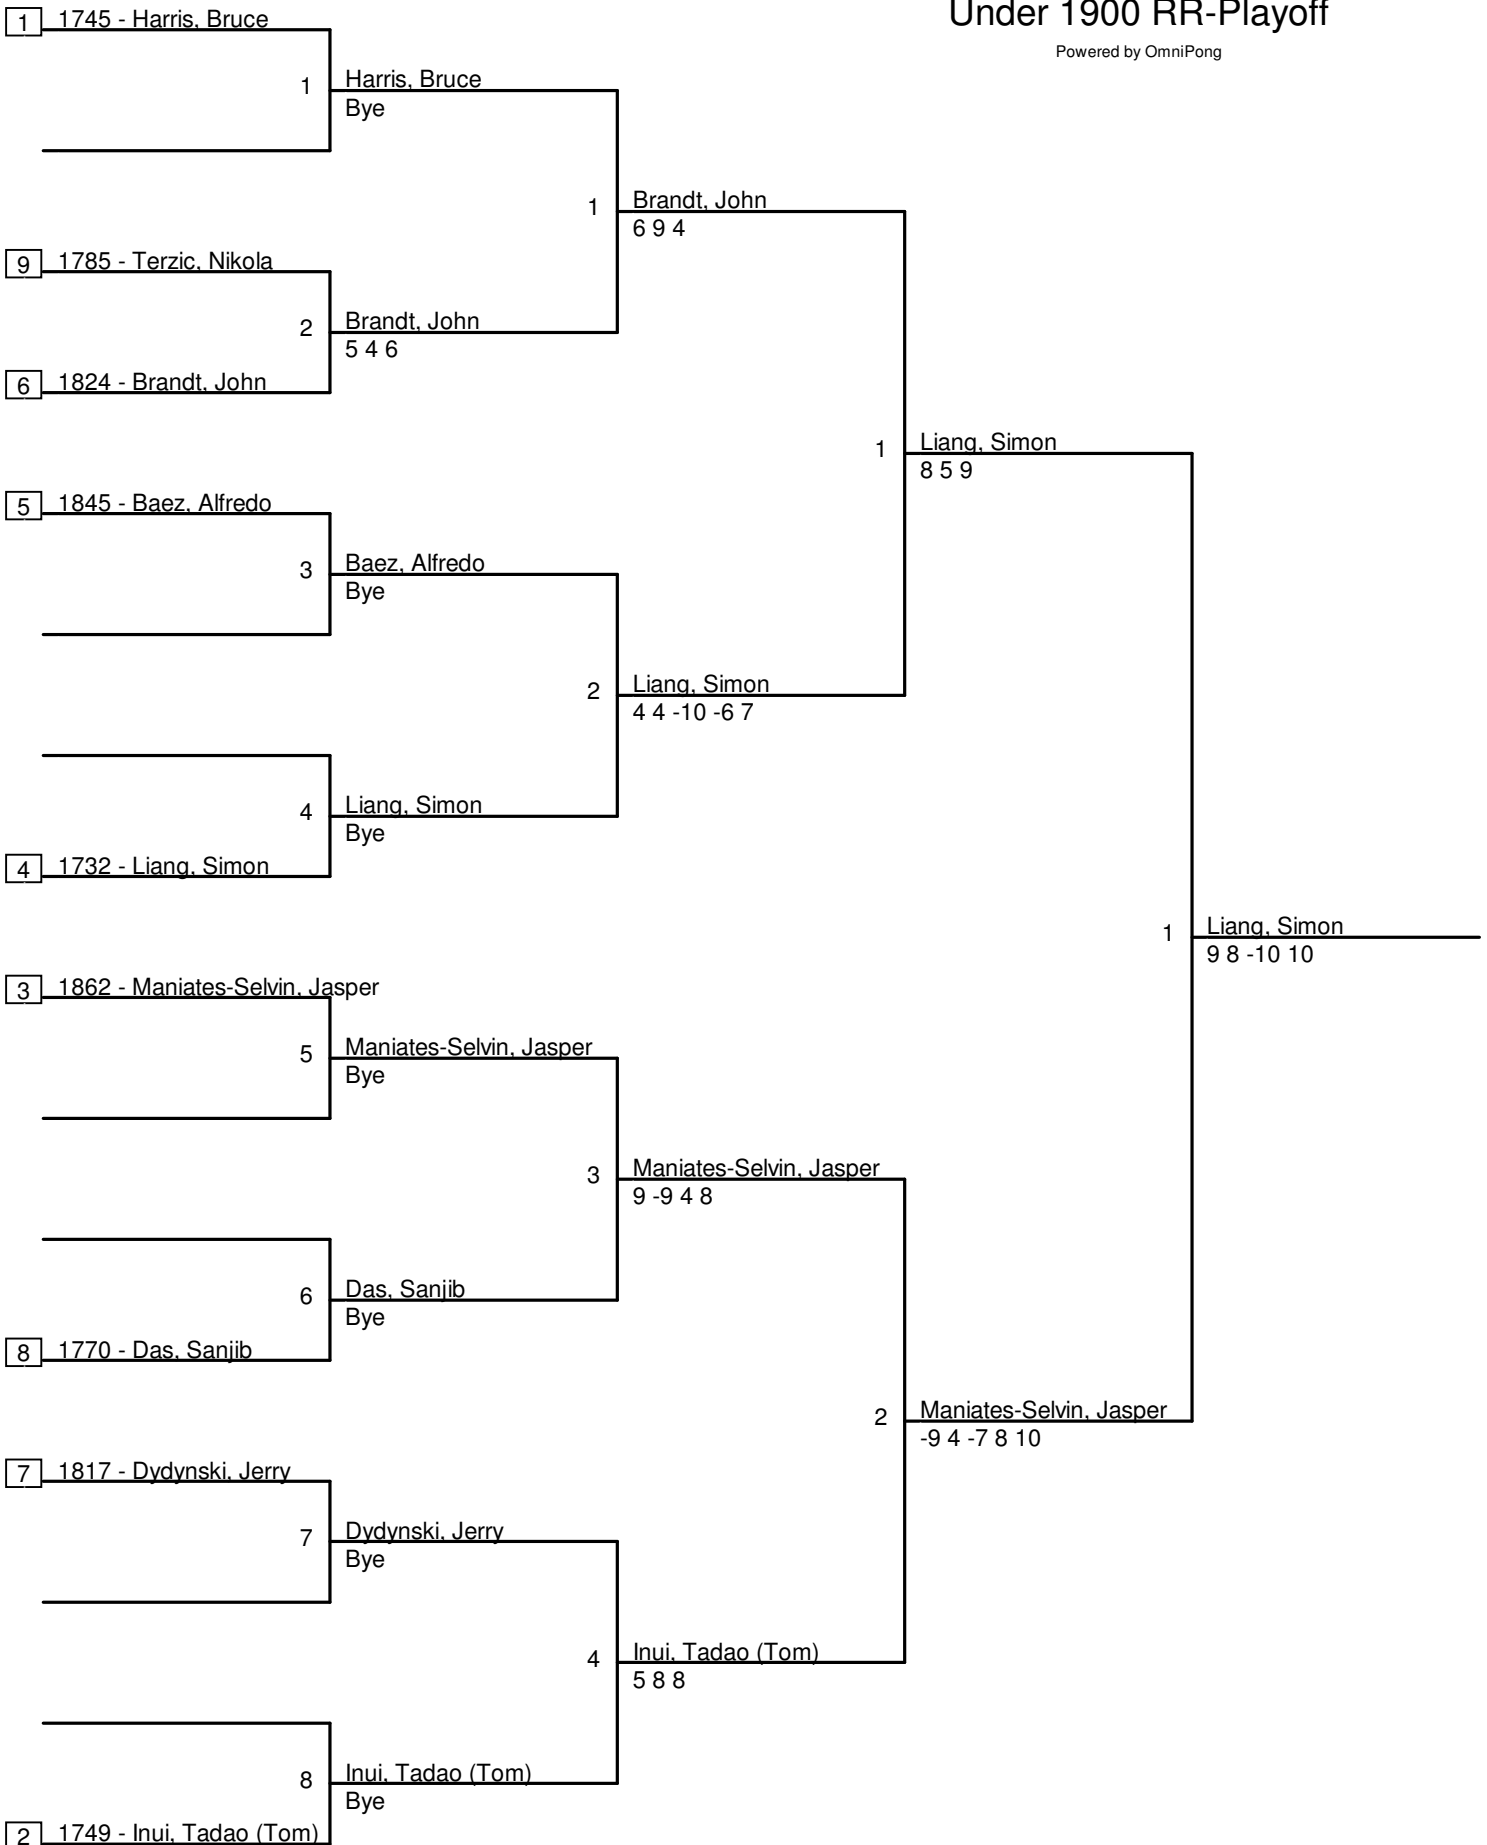 Under 1900 RR-Playoff
Powered by OmniPong
1 1745 - Harris, Bruce
1 Harris, Bruce
Bye
1 Brandt, John
6 9 4
9 1785 - Terzic, Nikola
2 Brandt, John
5 4 6
6 1824 - Brandt, John
1 Liang, Simon
8 5 9
5 1845 - Baez, Alfredo
3 Baez, Alfredo
Bye
2 Liang, Simon
4 4 -10 -6 7
4 Liang, Simon
Bye
4 1732 - Liang, Simon
1 Liang, Simon
9 8 -10 10
3 1862 - Maniates-Selvin, Jasper
5 Maniates-Selvin, Jasper
Bye
3 Maniates-Selvin, Jasper
9 -9 4 8
6 Das, Sanjib
Bye
8 1770 - Das, Sanjib
2 Maniates-Selvin, Jasper
-9 4 -7 8 10
7 1817 - Dydynski, Jerry
7 Dydynski, Jerry
Bye
4 Inui, Tadao (Tom)
5 8 8
8 Inui, Tadao (Tom)
Bye
2 1749 - Inui, Tadao (Tom)